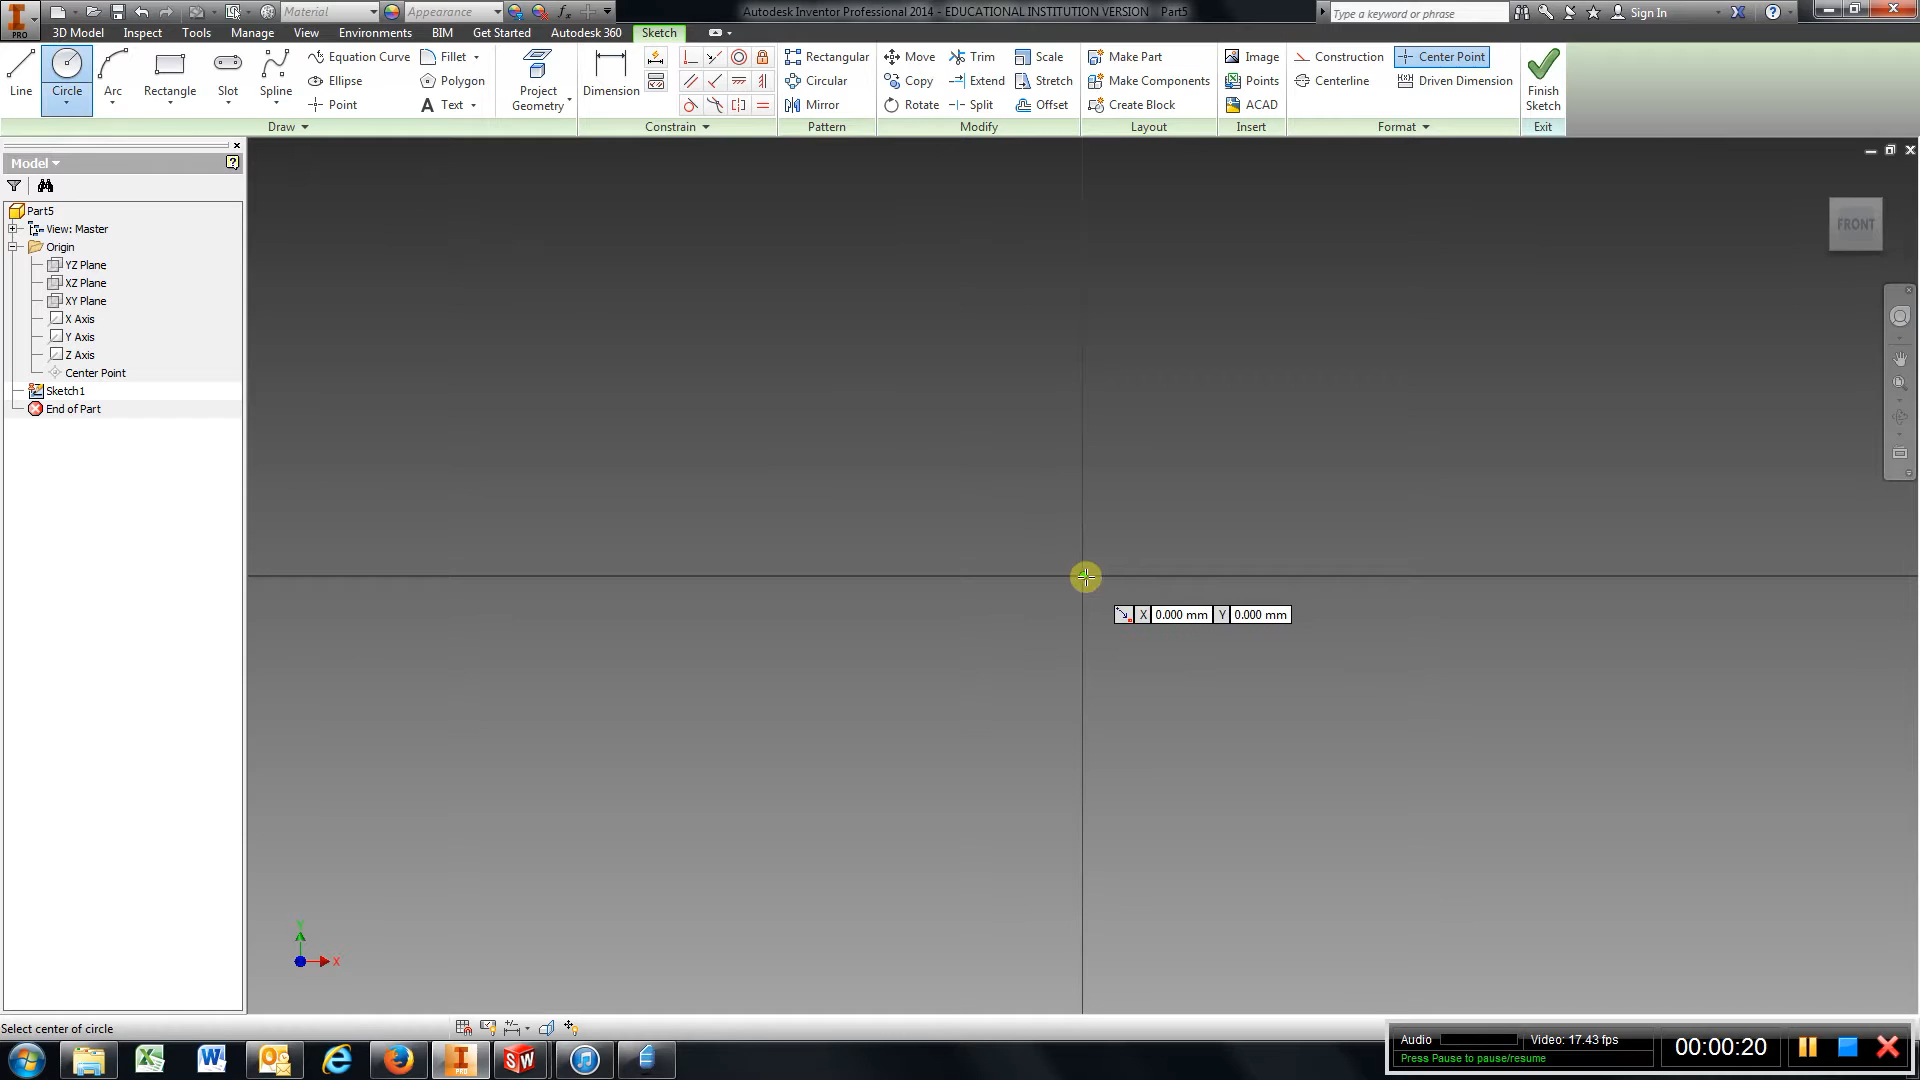 Material
Appearance
Autodesk Inventor Professional 2014 - EDUCATIONAL INSTITUTION VERSION Part5
Type a keyword or phrase
Sign In
PRO
3D Model Inspect Tools Manage View Environments BIM Get Started Autodesk 360 Sketch
Line
Circle
Arc
Rectangle
Slot
Spline
Equation Curve
Ellipse
Point
Fillet
Polygon
Text
Project Geometry
Dimension
Rectangular
Circular
Mirror
Move
Copy
Rotate
Trim
Extend
Split
Scale
Stretch
Offset
Make Part
Make Components
Create Block
Image
Points
ACAD
Construction
Centerline
Center Point
Driven Dimension
Finish Sketch
Draw
Constrain
Pattern
Modify
Layout
Insert
Format
Exit
Model
Part5
View: Master
Origin
YZ Plane
XZ Plane
XY Plane
X Axis
Y Axis
Z Axis
Center Point
Sketch1
End of Part
FRONT
X 0.000 mm Y 0.000 mm
Y
X
Select center of circle
Audio
Video: 17.43 fps
Press Pause to pause/resume
00:00:20
PRO
SW